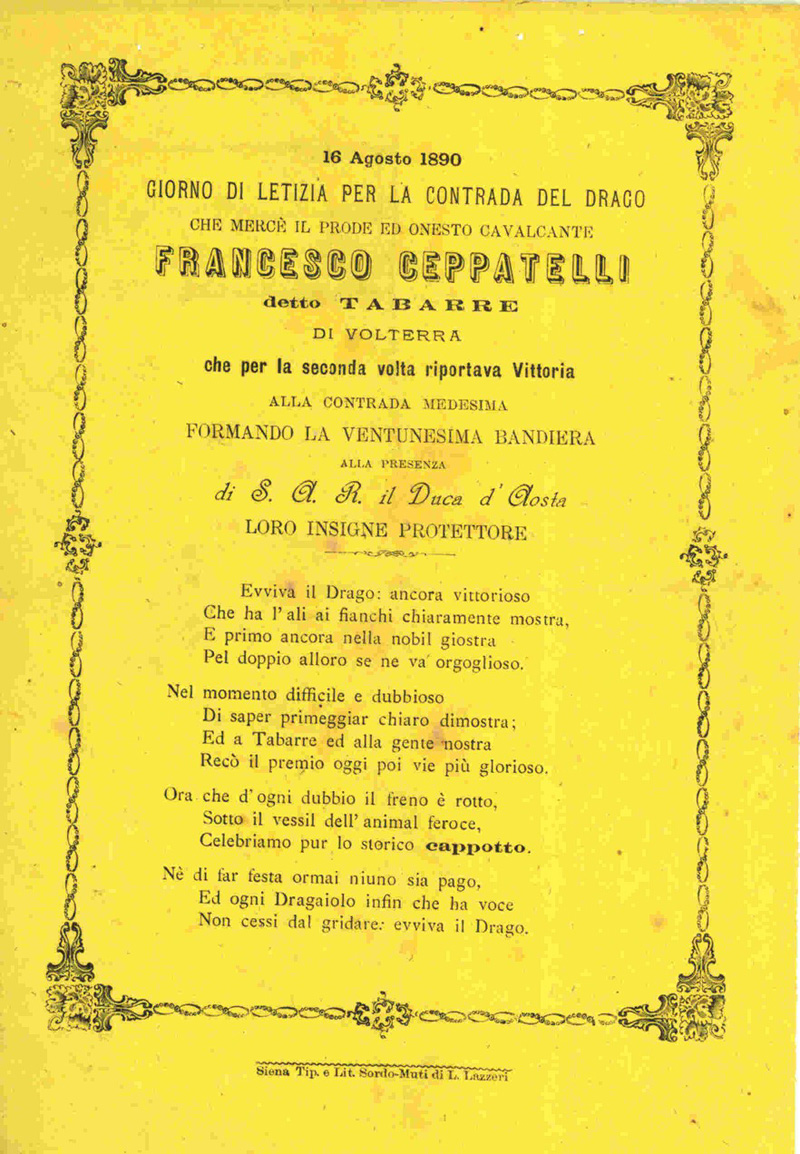 16 Agosto 1890
GIORNO DI LETIZIA PER LA CONTRADA DEL DRAGO
CHE MERCÈ IL PRODE ED ONESTO CAVALCANTE
FRANCESCO CEPPATELLI
detto TABARRE
DI VOLTERRA
che per la seconda volta riportava Vittoria
ALLA CONTRADA MEDESIMA
FORMANDO LA VENTUNESIMA BANDIERA
ALLA PRESENZA
di S. A. R. il Duca d' Aosta
LORO INSIGNE PROTETTORE
Evviva il Drago: ancora vittorioso
Che ha l' ali ai fianchi chiaramente mostra,
E primo ancora nella nobil giostra
Pel doppio alloro se ne va orgoglioso.
Nel momento difficile e dubbioso
Di saper primeggiar chiaro dimostra;
Ed a Tabarre ed alla gente nostra
Recò il premio oggi poi vie più glorioso.
Ora che d' ogni dubbio il freno è rotto,
Sotto il vessil dell' animal feroce,
Celebriamo pur lo storico cappotto.
Nè di far festa ormai niuno sia pago,
Ed ogni Dragaiolo infin che ha voce
Non cessi dal gridare: evviva il Drago.
Siena Tip. e Lit. Sordo-Muti di L. Lazzeri